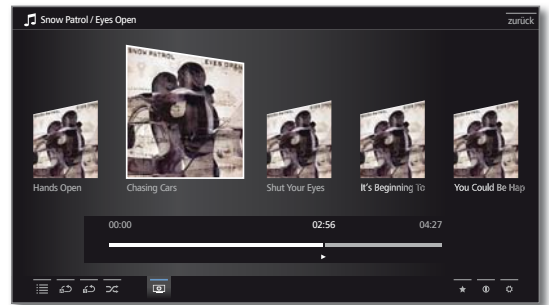 Snow Patrol / Eyes Open
zurück
SNOW PATROL EYES OPEN
Hands Open
Chasing Cars
Shut Your Eyes
It's Beginning To
You Could Be Hap
00:00 02:56 04:27